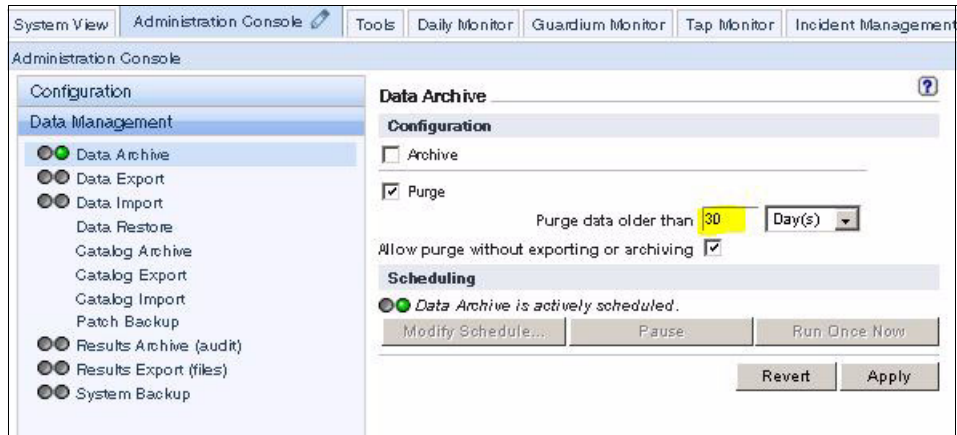 System View Administration Console Tools Daily Monitor Guardium Monitor Tap Monitor Incident Management
Administration Console
Configuration
Data Management
Data Archive
Data Export
Data Import
Data Restore
Catalog Archive
Catalog Export
Catalog Import
Patch Backup
Results Archive (audit)
Results Export (files)
System Backup
Data Archive ?
Configuration
Archive
Purge
Purge data older than 30 Day(s)
Allow purge without exporting or archiving
Scheduling
Data Archive is actively scheduled.
Modify Schedule... Pause Run Once Now
Revert Apply